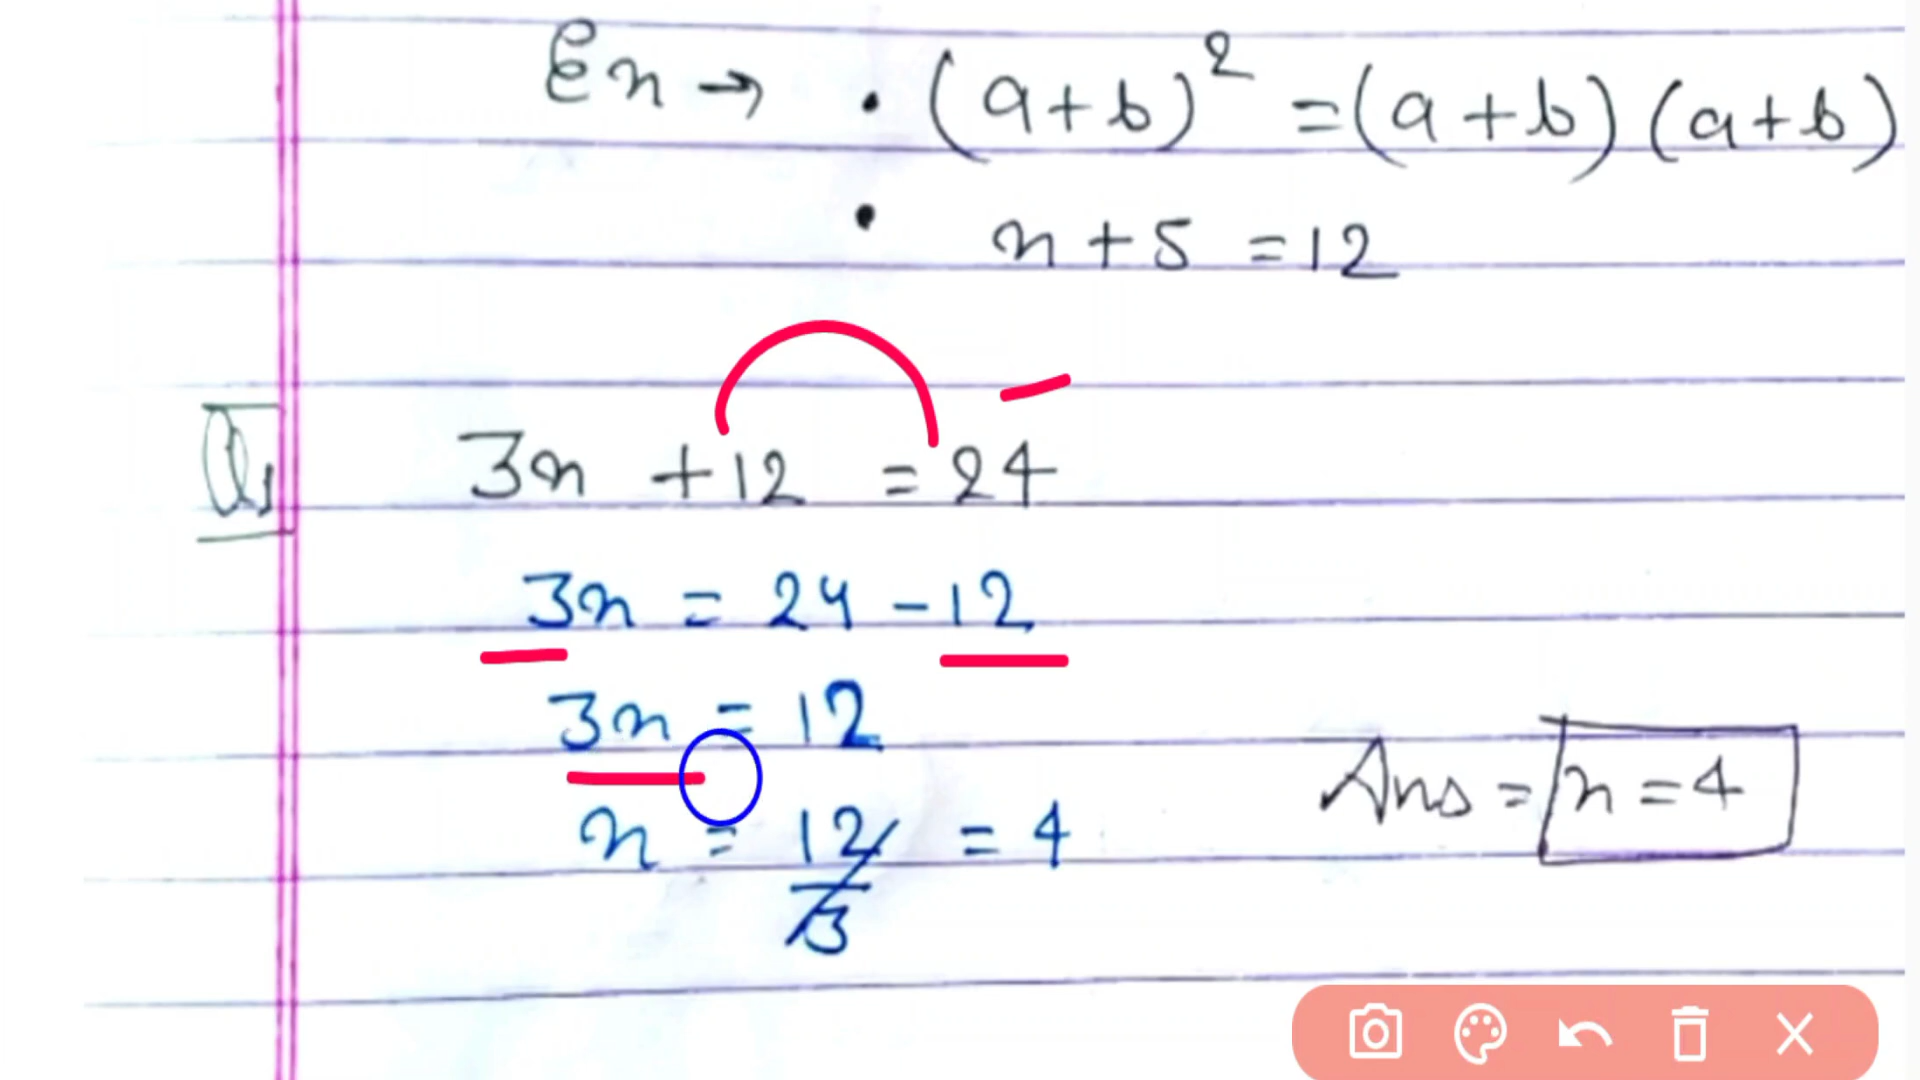 Ex → • (a+b)² = (a+b)(a+b)
• x + 5 = 12
Q1 3x + 12 = 24
3x = 24 - 12
3x = 12
x = 12/3 = 4
Ans = x = 4